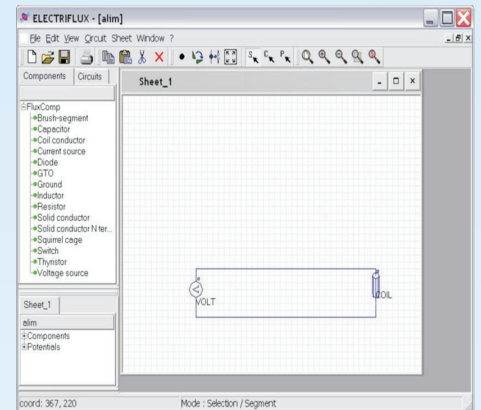 ELECTRIFLUX - [alim]
File Edit View Circuit Sheet Window ?
S C P
Components Circuits
FluxComp
Brush-segment
Capacitor
Coil conductor
Current source
Diode
GTO
Ground
Inductor
Resistor
Solid conductor
Solid conductor N ter...
Squirrel cage
Switch
Thyristor
Voltage source
Sheet_1
VOLT
COIL
Sheet_1
alim
Components
Potentials
coord: 367, 220 Mode : Selection / Segment